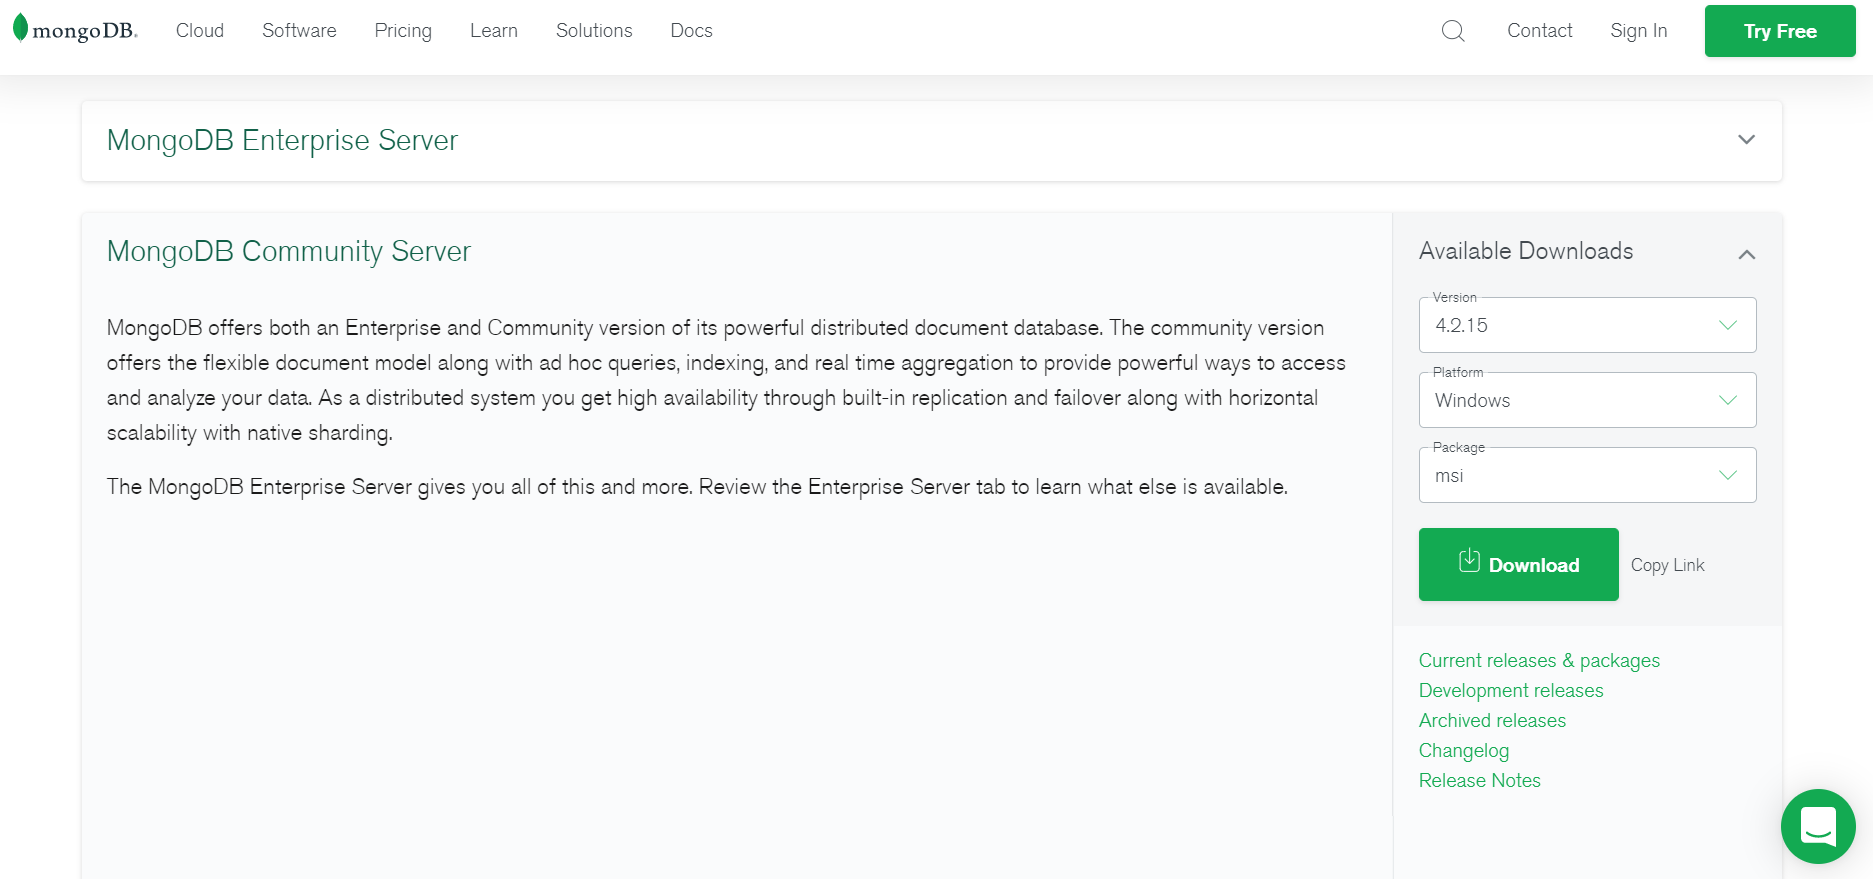 mongoDB.
Cloud
Software
Pricing
Learn
Solutions
Docs
Contact
Sign In
Try Free
MongoDB Enterprise Server
MongoDB Community Server
MongoDB offers both an Enterprise and Community version of its powerful distributed document database. The community version
offers the flexible document model along with ad hoc queries, indexing, and real time aggregation to provide powerful ways to access
and analyze your data. As a distributed system you get high availability through built-in replication and failover along with horizontal
scalability with native sharding.
The MongoDB Enterprise Server gives you all of this and more. Review the Enterprise Server tab to learn what else is available.
Available Downloads
Version
4.2.15
Platform
Windows
Package
msi
Download
Copy Link
Current releases & packages
Development releases
Archived releases
Changelog
Release Notes